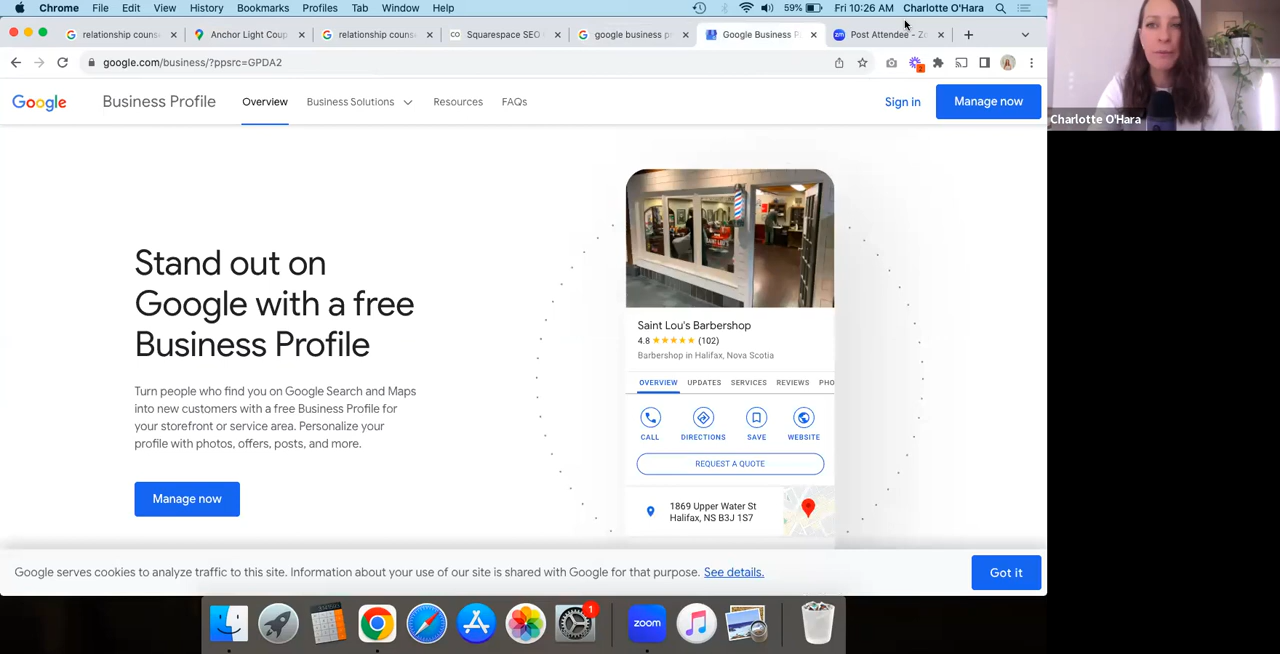 Chrome File Edit View History Bookmarks Profiles Tab Window Help 59% Fri 10:26 AM Charlotte O'Hara
relationship couns Anchor Light Coup relationship couns CO Squarespace SEO google business p Google Business P zm Post Attendee - Zo
google.com/business/?ppsrc=GPDA2 2
Google Business Profile Overview Business Solutions Resources FAQs Sign in Manage now
Charlotte O'Hara
Stand out on
Google with a free
Business Profile
Turn people who find you on Google Search and Maps
into new customers with a free Business Profile for
your storefront or service area. Personalize your
profile with photos, offers, posts, and more.
Manage now
Saint Lou's Barbershop
4.8 ★★★★★ (102)
Barbershop in Halifax, Nova Scotia
OVERVIEW UPDATES SERVICES REVIEWS PHO
CALL DIRECTIONS SAVE WEBSITE
REQUEST A QUOTE
1869 Upper Water St
Halifax, NS B3J 1S7
Google serves cookies to analyze traffic to this site. Information about your use of our site is shared with Google for that purpose. See details. Got it
1
zoom